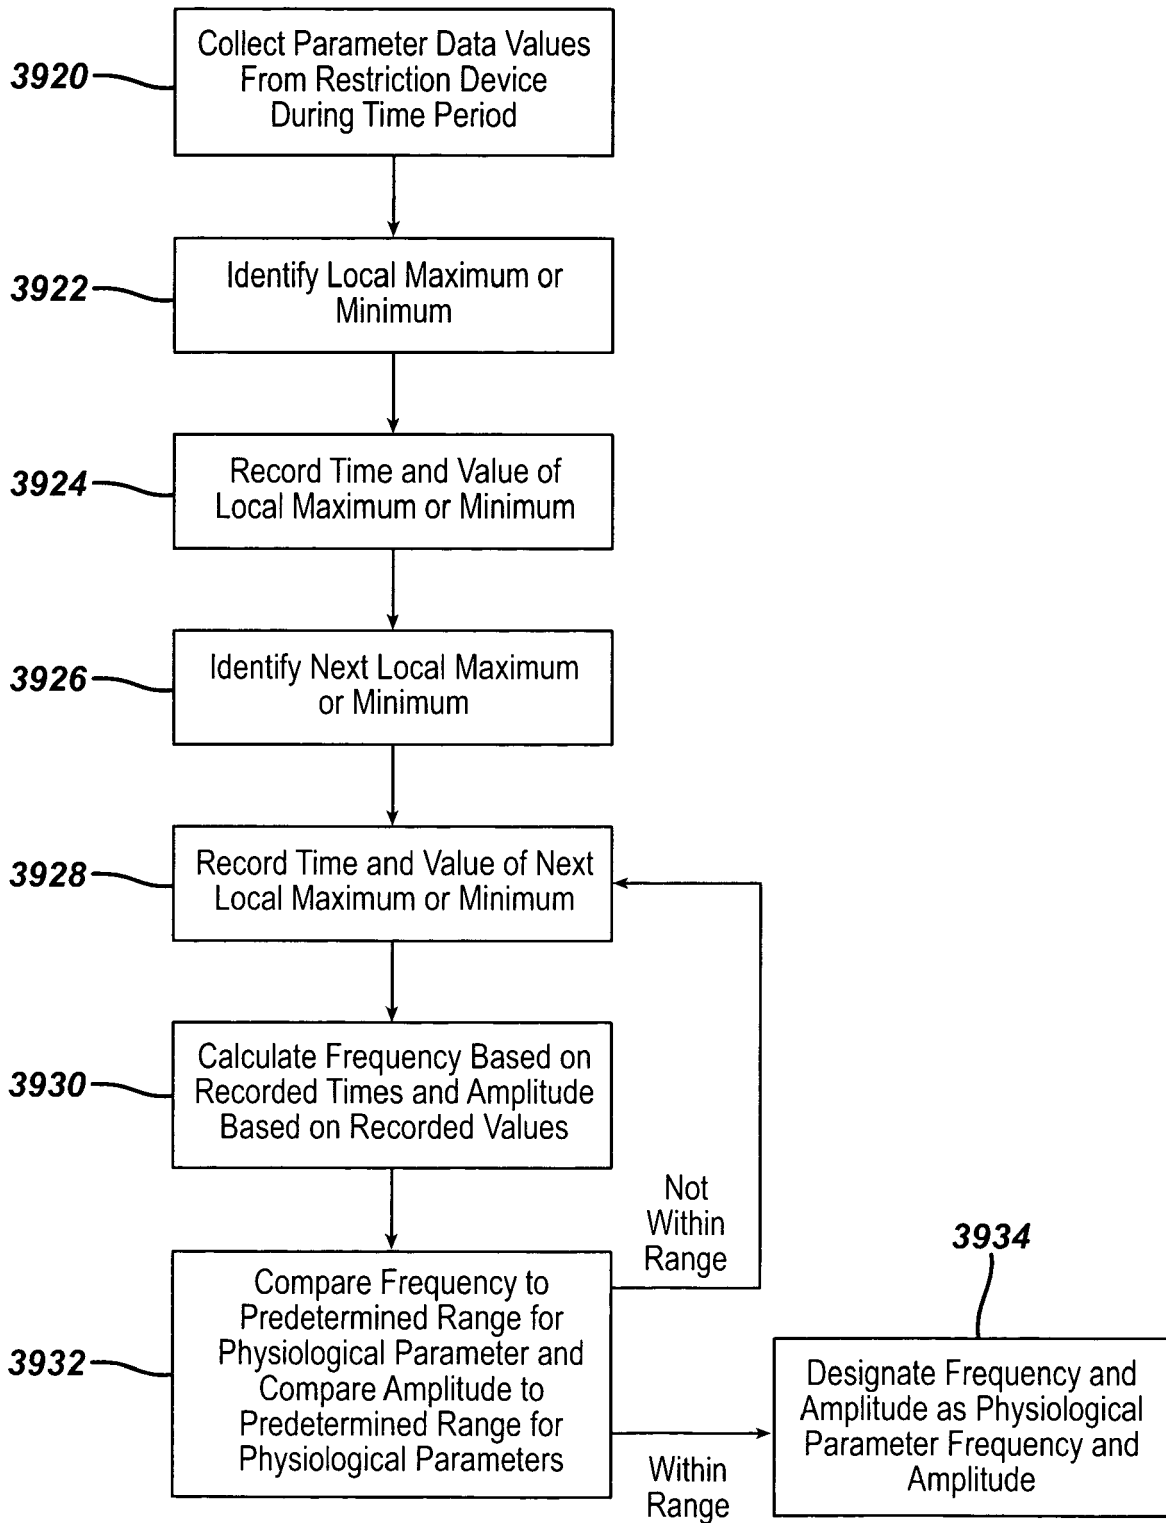 3920
Collect Parameter Data Values
From Restriction Device
During Time Period
3922
Identify Local Maximum or
Minimum
3924
Record Time and Value of
Local Maximum or Minimum
3926
Identify Next Local Maximum
or Minimum
3928
Record Time and Value of Next
Local Maximum or Minimum
3930
Calculate Frequency Based on
Recorded Times and Amplitude
Based on Recorded Values
3932
Compare Frequency to
Predetermined Range for
Physiological Parameter and
Compare Amplitude to
Predetermined Range for
Physiological Parameters
Not
Within
Range
Within
Range
3934
Designate Frequency and
Amplitude as Physiological
Parameter Frequency and
Amplitude